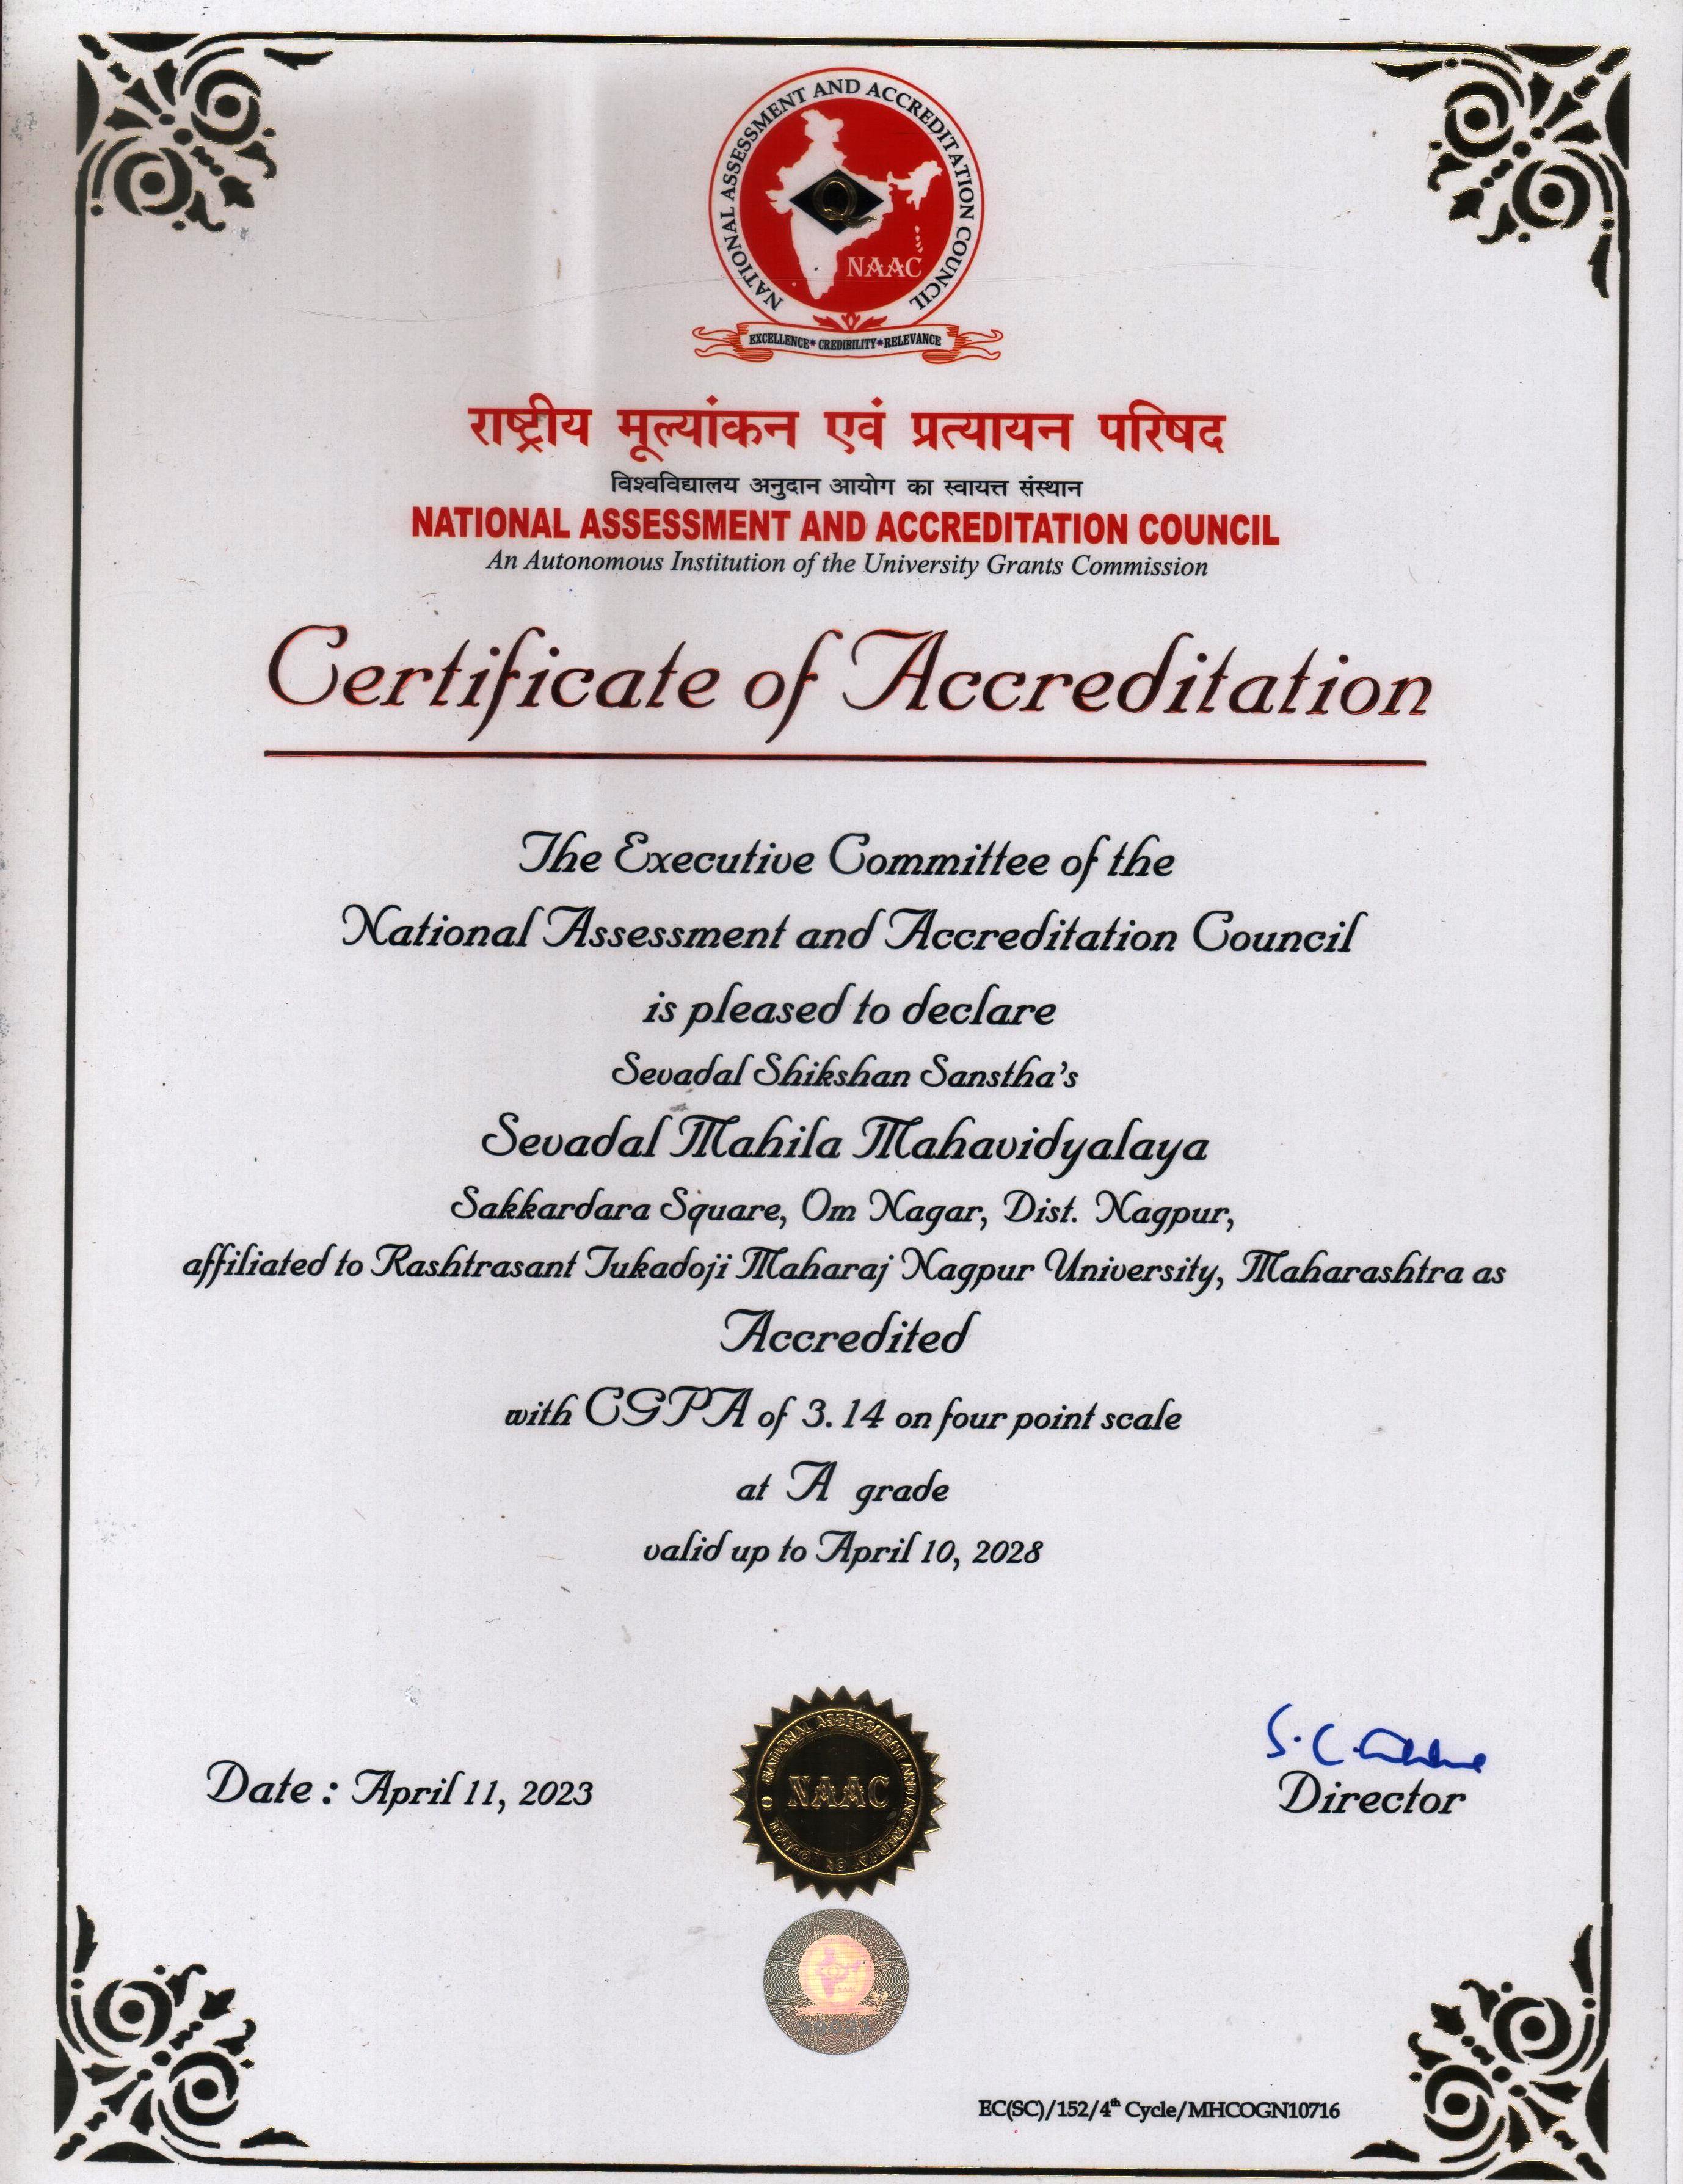 NATIONAL ASSESSMENT AND ACCREDITATION COUNCIL
Q
NAAC
EXCELLENCE * CREDIBILITY * RELEVANCE
राष्ट्रीय मूल्यांकन एवं प्रत्यायन परिषद
विश्वविद्यालय अनुदान आयोग का स्वायत्त संस्थान
NATIONAL ASSESSMENT AND ACCREDITATION COUNCIL
An Autonomous Institution of the University Grants Commission
Certificate of Accreditation
The Executive Committee of the
National Assessment and Accreditation Council
is pleased to declare
Sevadal Shikshan Sanstha's
Sevadal Mahila Mahavidyalaya
Sakkardara Square, Om Nagar, Dist. Nagpur,
affiliated to Rashtrasant Tukadoji Maharaj Nagpur University, Maharashtra as
Accredited
with CGPA of 3.14 on four point scale
at A grade
valid up to April 10, 2028
NATIONAL ASSESSMENT AND ACCREDITATION COUNCIL
NAAC
S. C.
Date : April 11, 2023
Director
EC(SC)/152/4th Cycle/MHCOGN10716